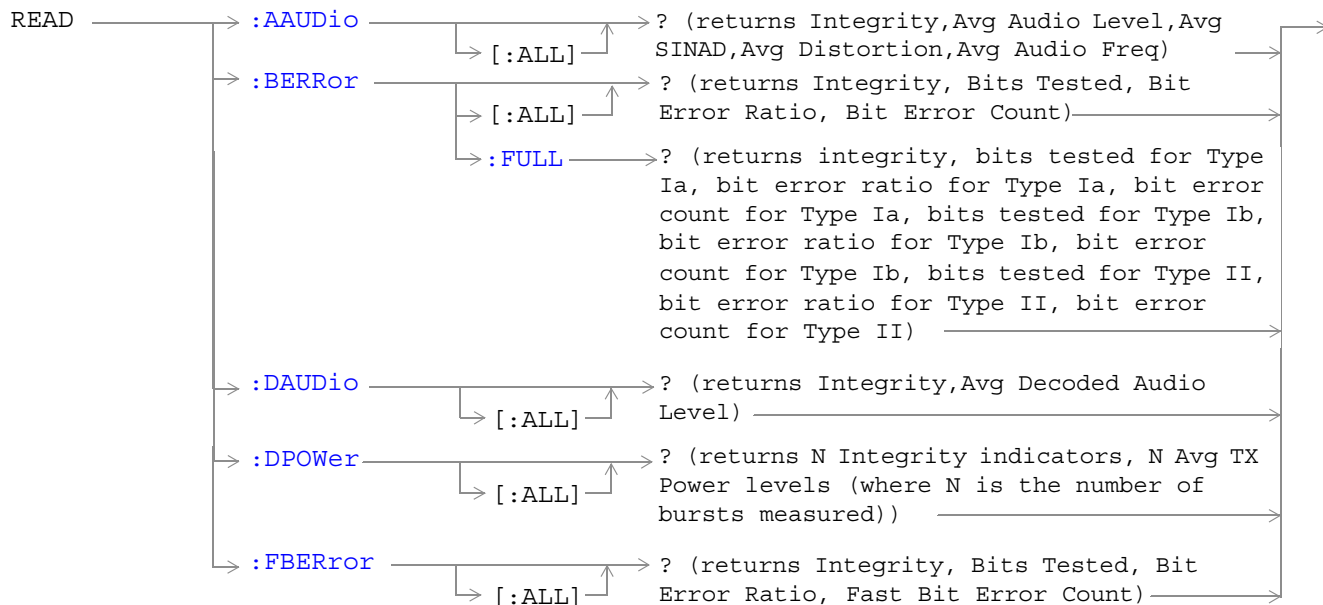 READ :AAUDio ? (returns Integrity,Avg Audio Level,Avg
[:ALL] SINAD,Avg Distortion,Avg Audio Freq)
:BERRor ? (returns Integrity, Bits Tested, Bit
[:ALL] Error Ratio, Bit Error Count)
:FULL ? (returns integrity, bits tested for Type
Ia, bit error ratio for Type Ia, bit error
count for Type Ia, bits tested for Type Ib,
bit error ratio for Type Ib, bit error
count for Type Ib, bits tested for Type II,
bit error ratio for Type II, bit error
count for Type II)
:DAUDio ? (returns Integrity,Avg Decoded Audio
[:ALL] Level)
:DPOWer ? (returns N Integrity indicators, N Avg TX
[:ALL] Power levels (where N is the number of
bursts measured))
:FBERror ? (returns Integrity, Bits Tested, Bit
[:ALL] Error Ratio, Fast Bit Error Count)